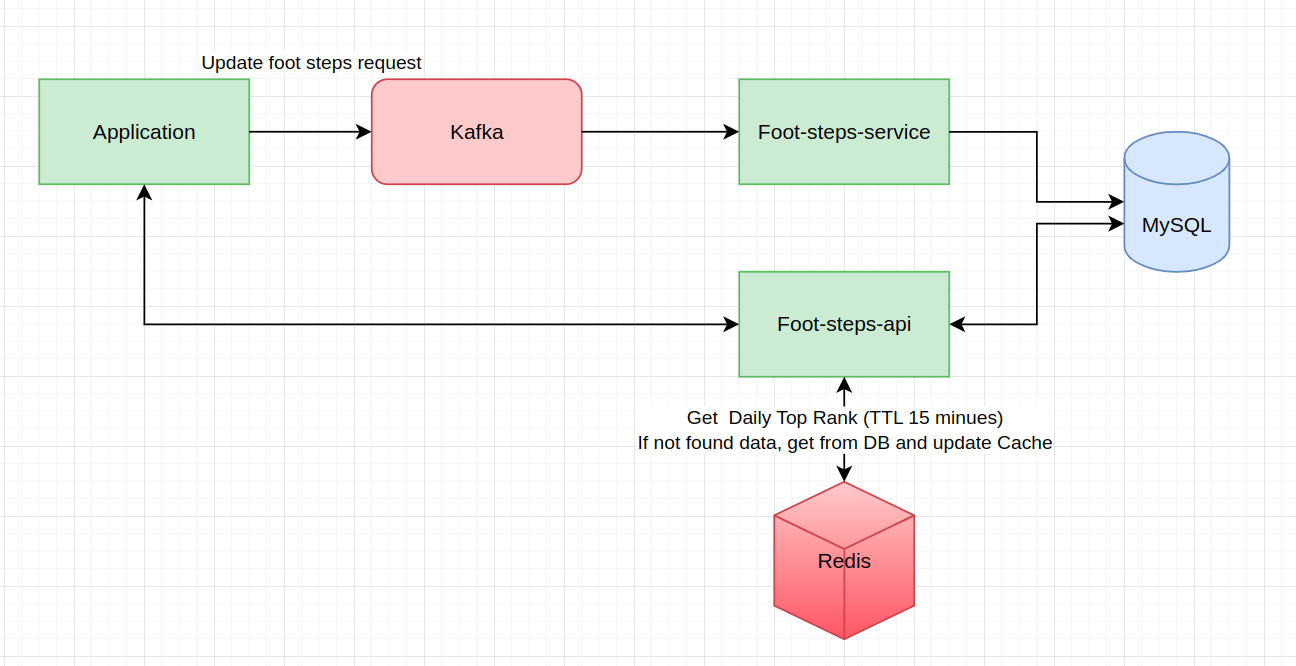 Update foot steps request
Application
Kafka
Foot-steps-service
MySQL
Foot-steps-api
Get  Daily Top Rank (TTL 15 minues)
If not found data, get from DB and update Cache
Redis